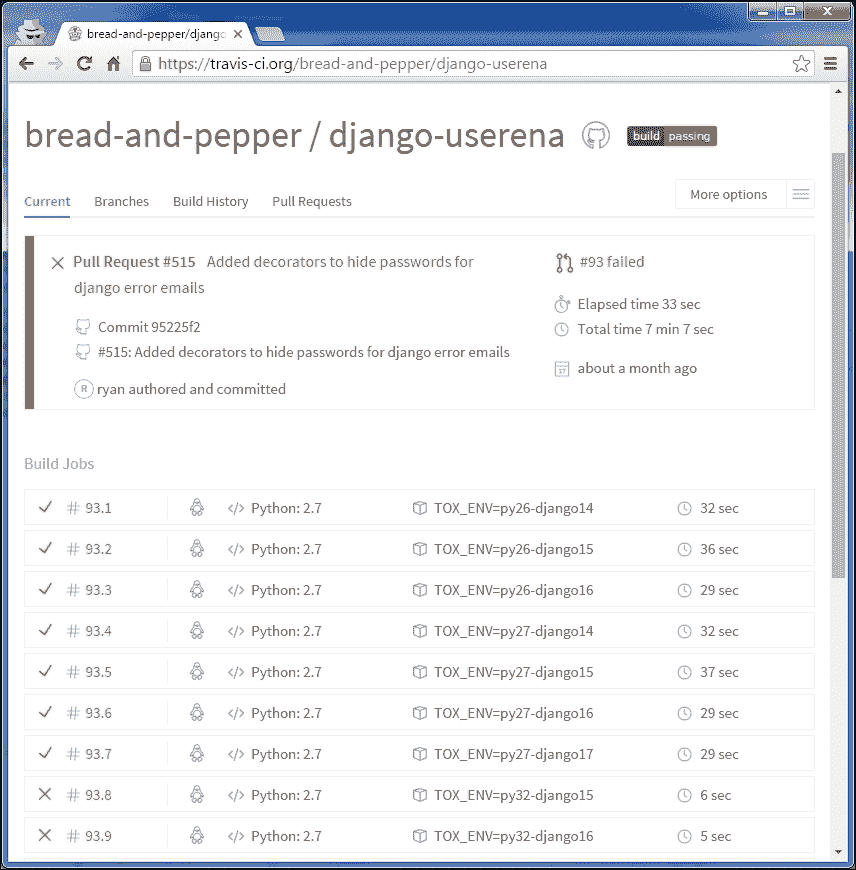 bread-and-pepper/django
https://travis-ci.org/bread-and-pepper/django-userena
bread-and-pepper / django-userena build passing
Current Branches Build History Pull Requests More options
Pull Request #515 Added decorators to hide passwords for
django error emails
#93 failed
Elapsed time 33 sec
Commit 95225f2
Total time 7 min 7 sec
#515: Added decorators to hide passwords for django error emails
about a month ago
17
R ryan authored and committed
Build Jobs
# 93.1 </> Python: 2.7 TOX_ENV=py26-django14 32 sec
# 93.2 </> Python: 2.7 TOX_ENV=py26-django15 36 sec
# 93.3 </> Python: 2.7 TOX_ENV=py26-django16 29 sec
# 93.4 </> Python: 2.7 TOX_ENV=py27-django14 32 sec
# 93.5 </> Python: 2.7 TOX_ENV=py27-django15 37 sec
# 93.6 </> Python: 2.7 TOX_ENV=py27-django16 29 sec
# 93.7 </> Python: 2.7 TOX_ENV=py27-django17 29 sec
# 93.8 </> Python: 2.7 TOX_ENV=py32-django15 6 sec
# 93.9 </> Python: 2.7 TOX_ENV=py32-django16 5 sec